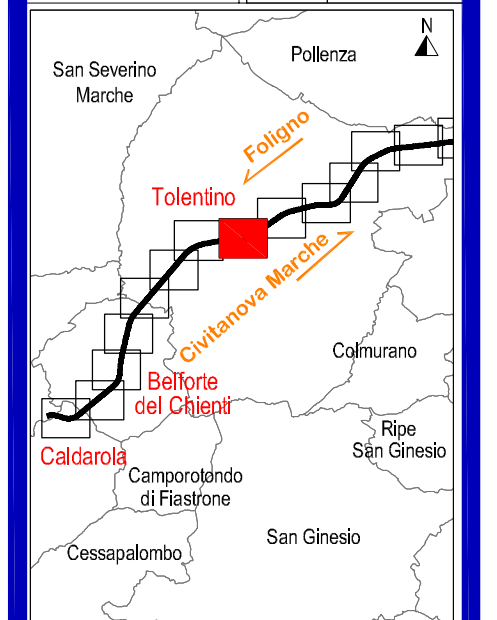 N
Pollenza
San Severino
Marche
Foligno
Tolentino
Civitanova Marche
Colmurano
Belforte
del Chienti
Ripe
San Ginesio
Caldarola
Camporotondo
di Fiastrone
San Ginesio
Cessapalombo